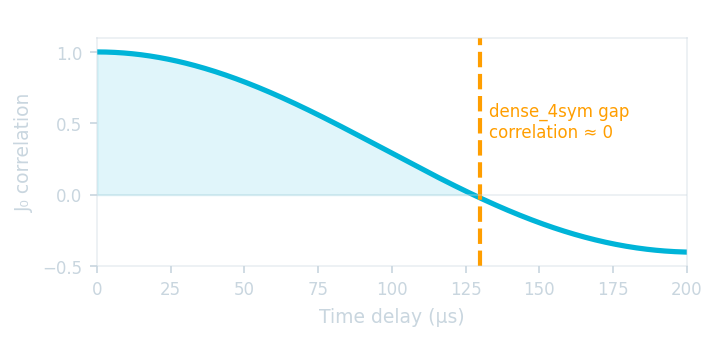 1.0
0.5
0.0
−0.5
J₀ correlation
dense_4sym gap
correlation ≈ 0
0 25 50 75 100 125 150 175 200
Time delay (μs)